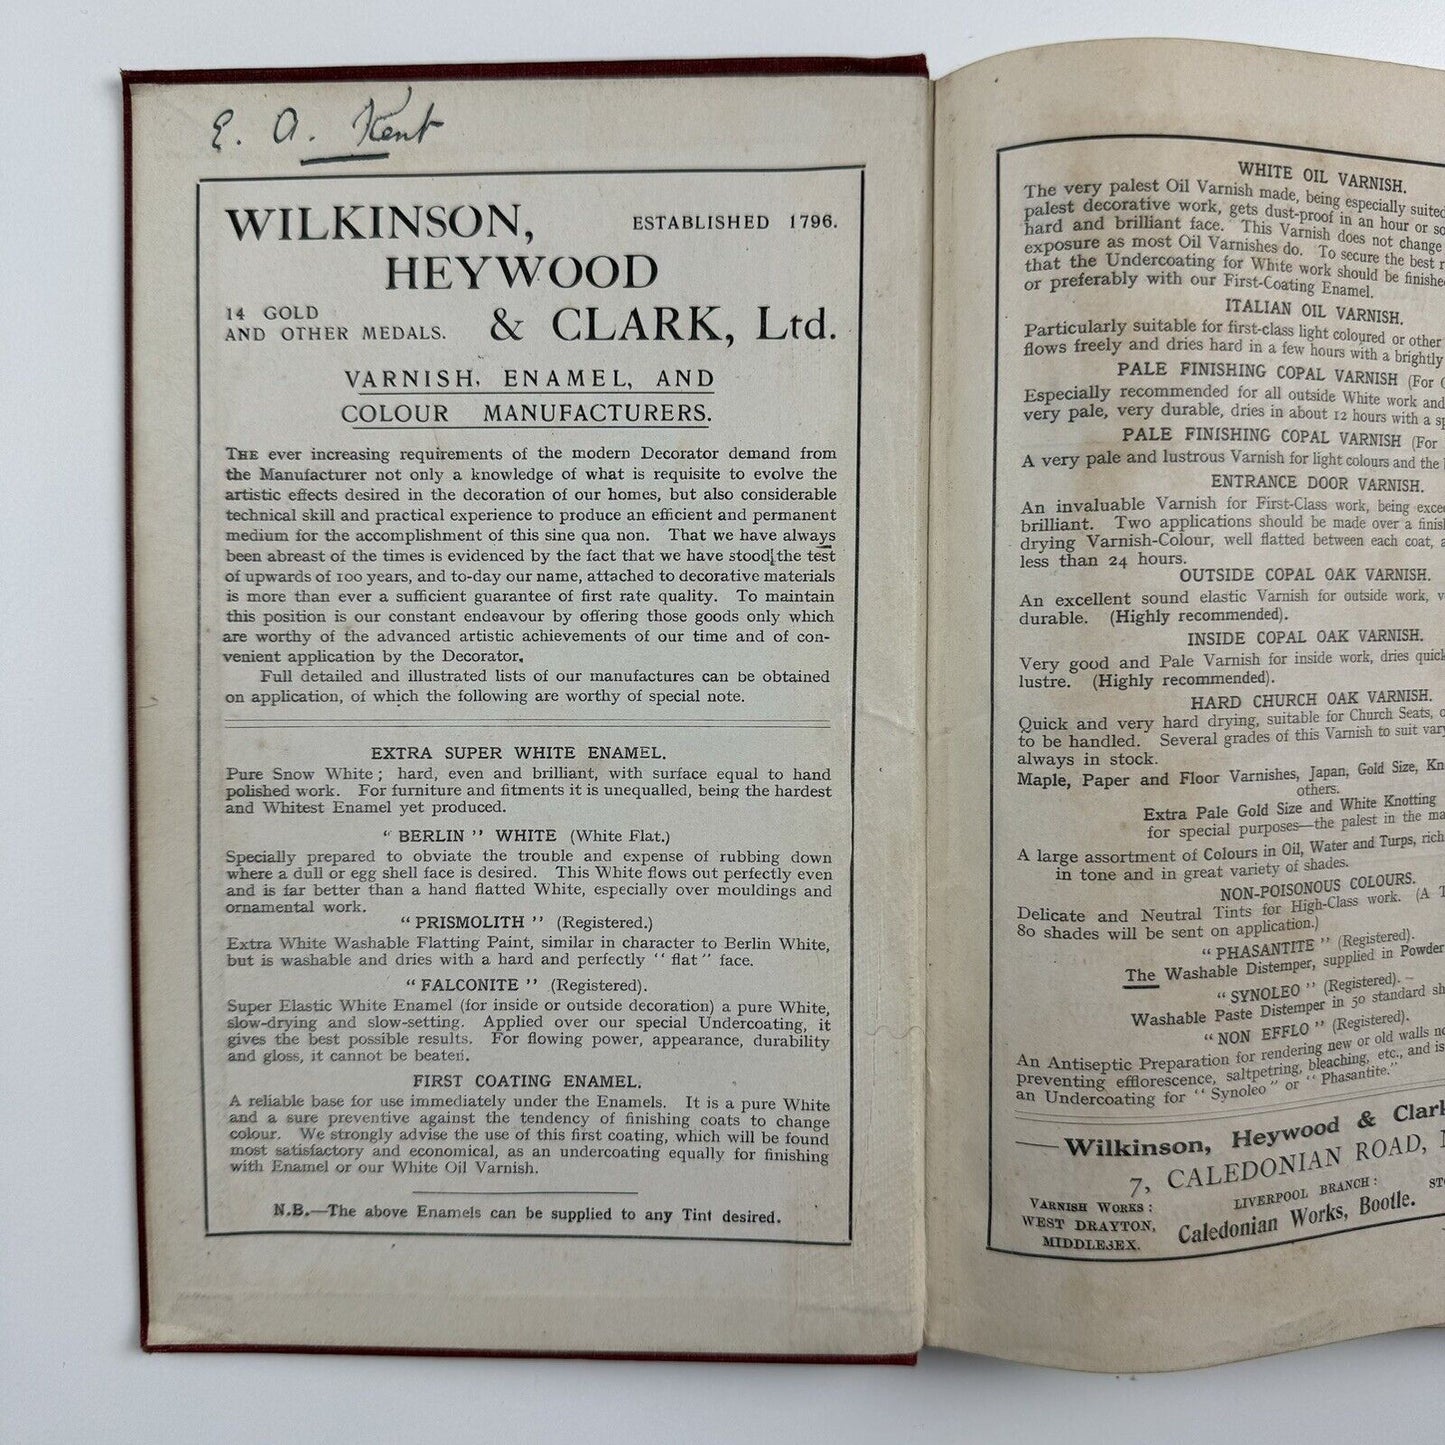 E. A. Kent
WILKINSON, ESTABLISHED 1796.
HEYWOOD
14 GOLD
AND OTHER MEDALS. & CLARK, Ltd.
VARNISH, ENAMEL, AND
COLOUR MANUFACTURERS.
THE ever increasing requirements of the modern Decorator demand from
the Manufacturer not only a knowledge of what is requisite to evolve the
artistic effects desired in the decoration of our homes, but also considerable
technical skill and practical experience to produce an efficient and permanent
medium for the accomplishment of this sine qua non. That we have always
been abreast of the times is evidenced by the fact that we have stood the test
of upwards of 100 years, and to-day our name, attached to decorative materials
is more than ever a sufficient guarantee of first rate quality. To maintain
this position is our constant endeavour by offering those goods only which
are worthy of the advanced artistic achievements of our time and of con-
venient application by the Decorator.
Full detailed and illustrated lists of our manufactures can be obtained
on application, of which the following are worthy of special note.
EXTRA SUPER WHITE ENAMEL.
Pure Snow White; hard, even and brilliant, with surface equal to hand
polished work. For furniture and fitments it is unequalled, being the hardest
and Whitest Enamel yet produced.
"BERLIN" WHITE (White Flat.)
Specially prepared to obviate the trouble and expense of rubbing down
where a dull or egg shell face is desired. This White flows out perfectly even
and is far better than a hand flatted White, especially over mouldings and
ornamental work.
"PRISMOLITH" (Registered.)
Extra White Washable Flatting Paint, similar in character to Berlin White,
but is washable and dries with a hard and perfectly "flat" face.
"FALCONITE" (Registered).
Super Elastic White Enamel (for inside or outside decoration) a pure White,
slow-drying and slow-setting. Applied over our special Undercoating, it
gives the best possible results. For flowing power, appearance, durability
and gloss, it cannot be beaten.
FIRST COATING ENAMEL.
A reliable base for use immediately under the Enamels. It is a pure White
and a sure preventive against the tendency of finishing coats to change
colour. We strongly advise the use of this first coating, which will be found
most satisfactory and economical, as an undercoating equally for finishing
with Enamel or our White Oil Varnish.
N.B.—The above Enamels can be supplied to any Tint desired.
WHITE OIL VARNISH.
The very palest Oil Varnish made, being especially suited
palest decorative work, gets dust-proof in an hour or so
hard and brilliant face. This Varnish does not change
exposure as most Oil Varnishes do. To secure the best
that the Undercoating for White work should be
or preferably with our First-Coating Enamel.
ITALIAN OIL VARNISH.
Particularly suitable for first-class light coloured or other
flows freely and dries hard in a few hours with a brightly
PALE FINISHING COPAL VARNISH (For
Especially recommended for all outside White work and
very pale, very durable, dries in about 12 hours with a
PALE FINISHING COPAL VARNISH (For
A very pale and lustrous Varnish for light colours and the
ENTRANCE DOOR VARNISH.
An invaluable Varnish for First-Class work, being
brilliant. Two applications should be made over a
drying Varnish-Colour, well flatted between each coat,
less than 24 hours.
OUTSIDE COPAL OAK VARNISH.
An excellent sound elastic Varnish for outside work,
durable. (Highly recommended).
INSIDE COPAL OAK VARNISH.
Very good and Pale Varnish for inside work, dries
lustre. (Highly recommended).
HARD CHURCH OAK VARNISH.
Quick and very hard drying, suitable for Church Seats,
to be handled. Several grades of this Varnish to suit
always in stock.
Maple, Paper and Floor Varnishes, Japan, Gold Size,
others.
Extra Pale Gold Size and White Knotting
for special purposes—the palest in the
A large assortment of Colours in Oil, Water and Turps, rich
in tone and in great variety of shades.
NON-POISONOUS COLOURS.
Delicate and Neutral Tints for High-Class work. (A
80 shades will be sent on application.)
"PHASANTITE" (Registered).
The Washable Distemper, supplied in Powder
"SYNOLEO" (Registered).
Washable Paste Distemper in 50 standard
"NON EFFLO" (Registered).
An Antiseptic Preparation for rendering new or old walls
preventing efflorescence, saltpetring, bleaching, etc., and is
an Undercoating for "Synoleo" or "Phasantite."
Wilkinson, Heywood & Clark
7, CALEDONIAN ROAD,
VARNISH WORKS:
WEST DRAYTON,
MIDDLESEX.
LIVERPOOL BRANCH:
Caledonian Works, Bootle.